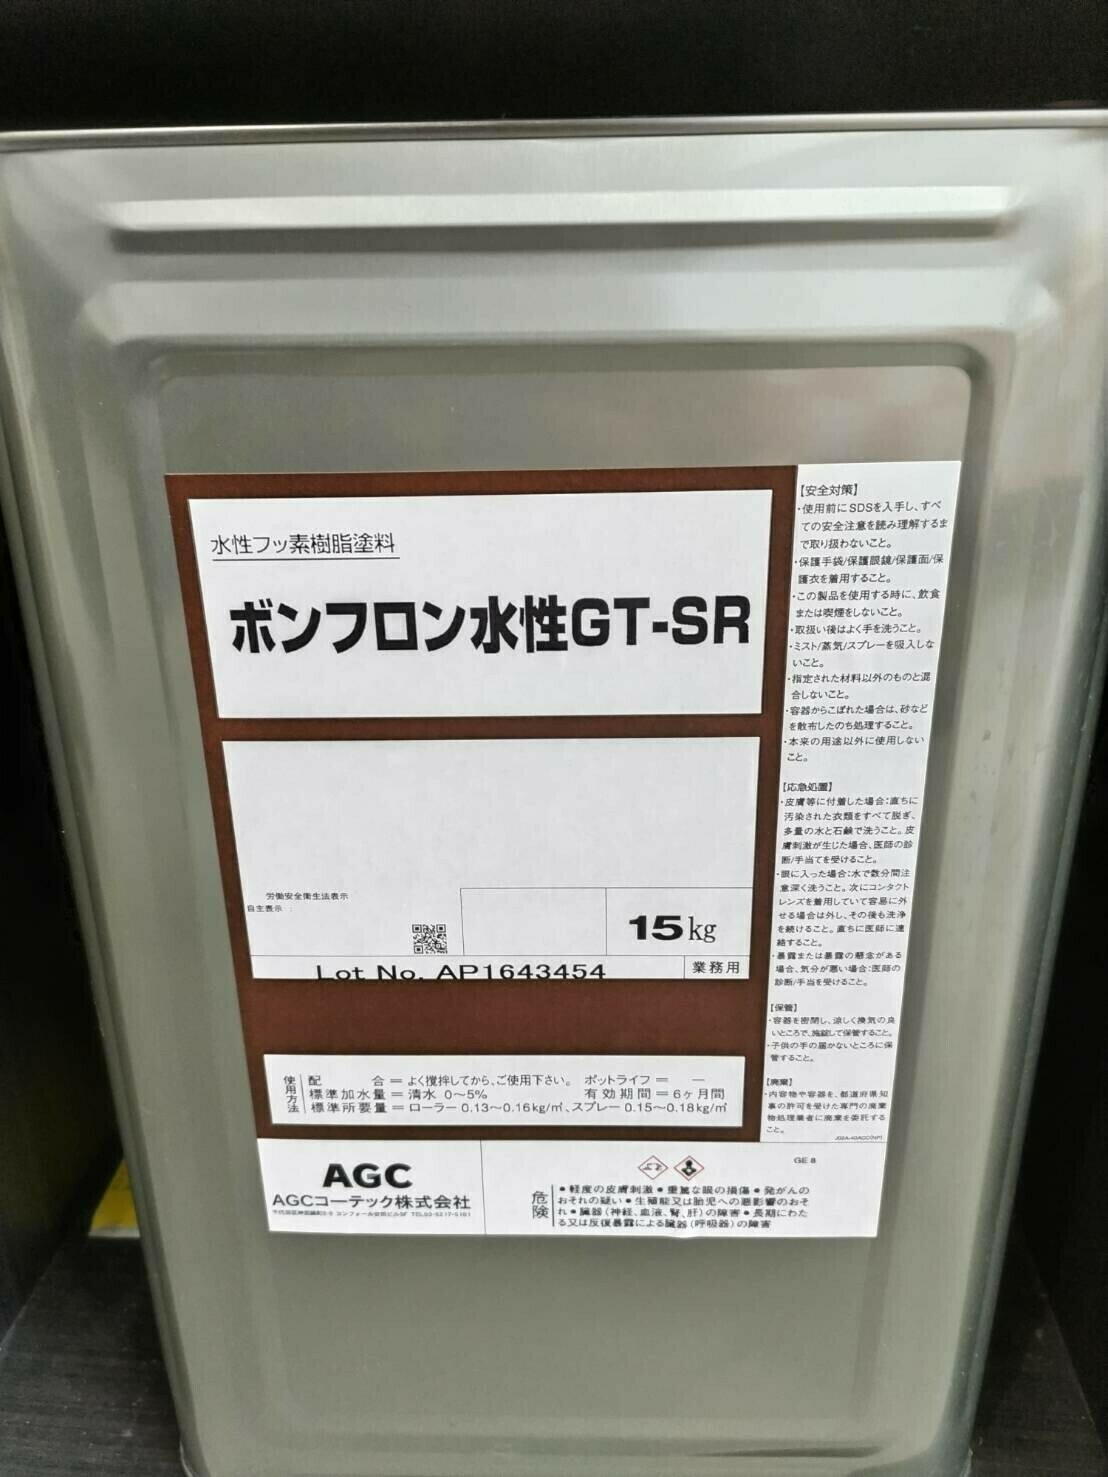 水性フッ素樹脂塗料
ボンフロン水性GT-SR
労働安全衛生法表示
自主表示 :
15kg
Lot No. AP1643454
業務用
使用方法
配 合 = よく撹拌してから、ご使用下さい。 ポットライフ = ―
標準加水量 = 清水 0~5% 有効期間 = 6ヶ月間
標準所要量 = ローラー 0.13~0.16kg/㎡、スプレー 0.15~0.18kg/㎡
AGC
AGCコーテック株式会社
GE 8
危険
●軽度の皮膚刺激●重篤な眼の損傷●発がんの
おそれの疑い●生殖能又は胎児への悪影響のおそ
れ●臓器(神経、血液、腎、肝)の障害●長期にわた
る又は反復暴露による臓器(呼吸器)の障害
【安全対策】
・使用前にSDSを入手し、すべ
ての安全注意を読み理解するま
で取り扱わないこと。
・保護手袋/保護眼鏡/保護面/保
護衣を着用すること。
・この製品を使用する時に、飲食
または喫煙をしないこと。
・取扱い後はよく手を洗うこと。
・ミスト/蒸気/スプレーを吸入しな
いこと。
・指定された材料以外のものと混
合しないこと。
・容器からこぼれた場合は、砂など
を散布したのち処理すること。
・本来の用途以外に使用しない
こと。
【応急処置】
・皮膚等に付着した場合:直ちに
汚染された衣類をすべて脱ぎ、
多量の水と石鹸で洗うこと。皮
膚刺激が生じた場合、医師の診
断/手当てを受けること。
・眼に入った場合:水で数分間注
意深く洗うこと。次にコンタクト
レンズを着用していて容易に外
せる場合は外し、その後も洗浄
を続けること。直ちに医師に連
絡すること。
・暴露または暴露の懸念がある
場合、気分が悪い場合:医師の
診断/手当を受けること。
【保管】
・容器を密閉し、涼しく換気の良
いところで、施錠して保管すること。
・子供の手の届かないところに保
管すること。
【廃棄】
・内容物や容器を、都道府県知
事の許可を受けた専門の廃棄
物処理業者に廃棄を委託する
こと。